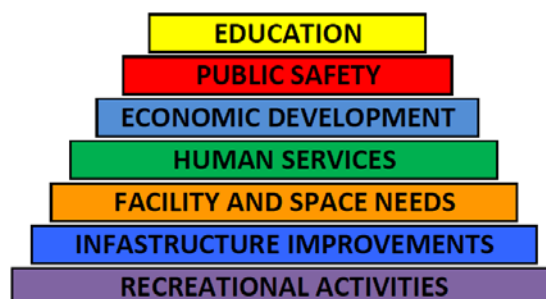 EDUCATION
PUBLIC SAFETY
ECONOMIC DEVELOPMENT
HUMAN SERVICES
FACILITY AND SPACE NEEDS
INFASTRUCTURE IMPROVEMENTS
RECREATIONAL ACTIVITIES